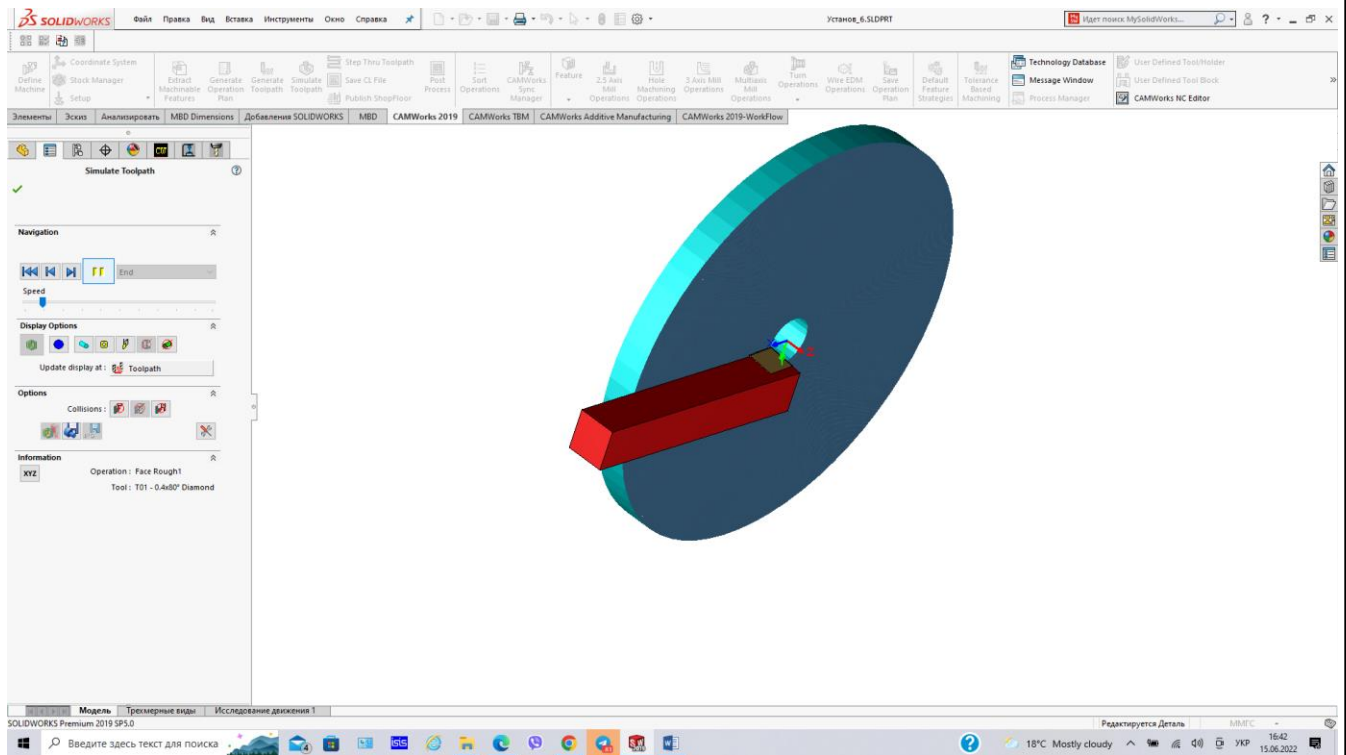 SOLIDWORKS Файл Правка Вид Вставка Инструменты Окно Справка Установ_6.SLDPRT Идет поиск MySolidWorks... ?
Define Machine
Coordinate System
Stock Manager
Setup
Extract Machinable Features
Generate Operation Plan
Generate Toolpath
Simulate Toolpath
Step Thru Toolpath
Save CL File
Publish ShopFloor
Post Process
Sort Operations
CAMWorks Sync Manager
Feature
2.5 Axis Mill Operations
Hole Machining Operations
3 Axis Mill Operations
Multiaxis Mill Operations
Turn Operations
Wire EDM Operations
Save Operation Plan
Default Feature Strategies
Tolerance Based Machining
Technology Database
Message Window
Process Manager
User Defined Tool/Holder
User Defined Tool Block
CAMWorks NC Editor
Элементы Эскиз Анализировать MBD Dimensions Добавления SOLIDWORKS MBD CAMWorks 2019 CAMWorks TBM CAMWorks Additive Manufacturing CAMWorks 2019-WorkFlow
Simulate Toolpath
Navigation
End
Speed
Display Options
Update display at : Toolpath
Options
Collisions :
Information
XYZ Operation : Face Rough1
Tool : T01 - 0.4x80° Diamond
Модель Трехмерные виды Исследование движения 1
SOLIDWORKS Premium 2019 SP5.0 Редактируется Деталь ММГС
Введите здесь текст для поиска 18°C Mostly cloudy УКР 16:42
15.06.2022